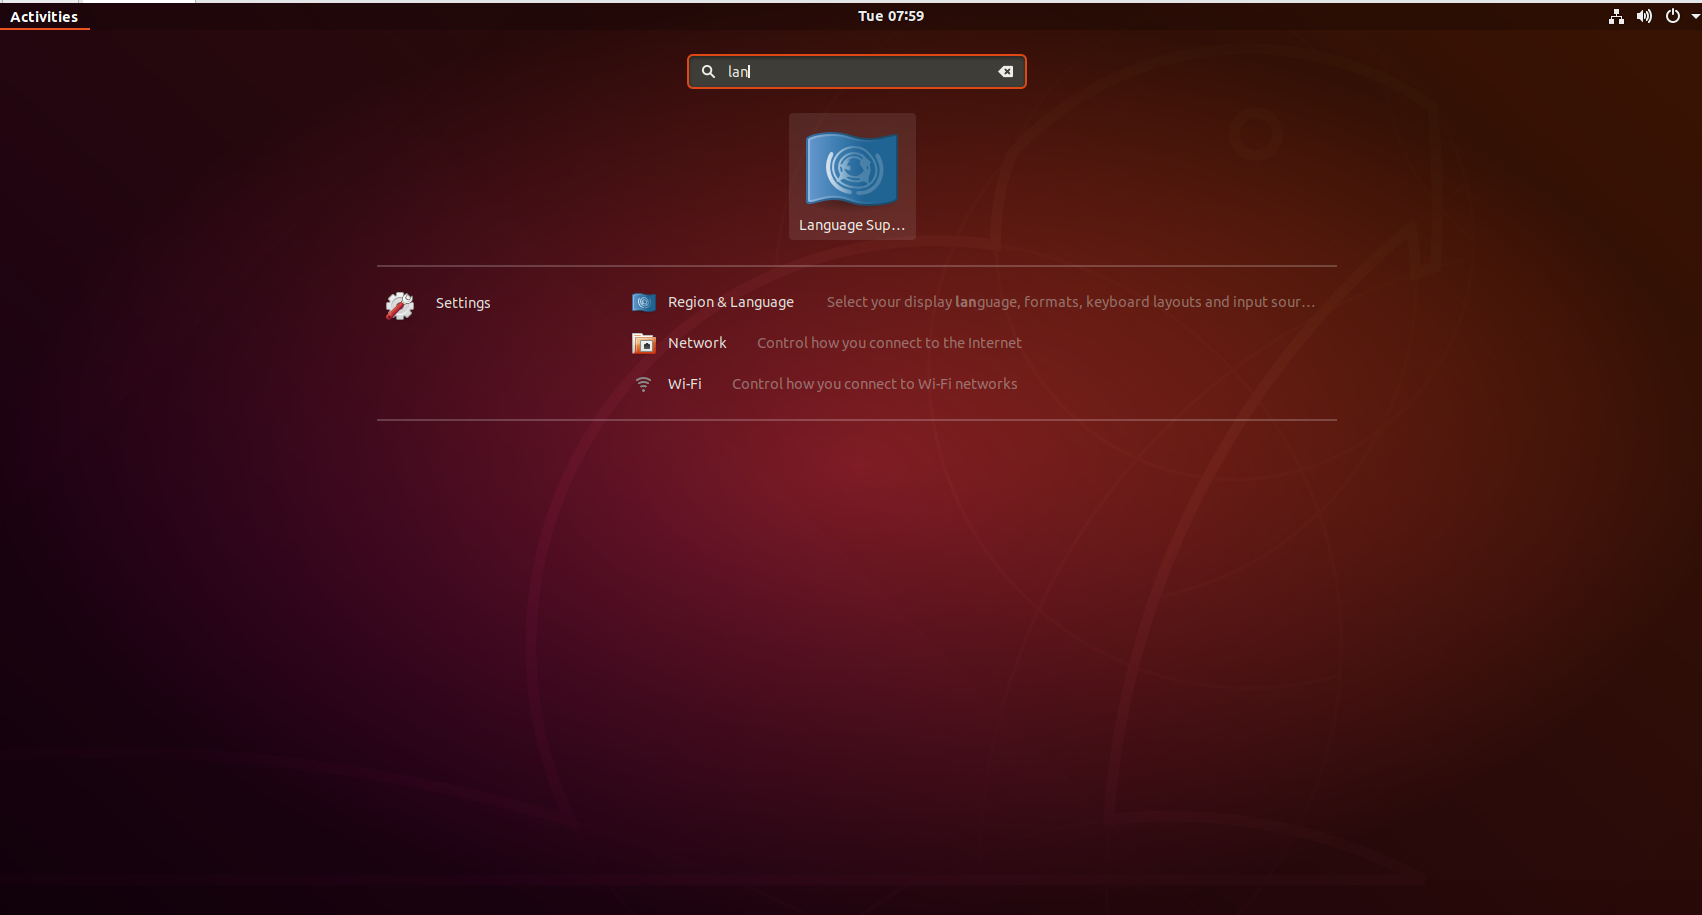 Activities
Tue 07:59
lan
Language Sup...
Settings
Region & Language Select your display language, formats, keyboard layouts and input sour...
Network Control how you connect to the Internet
Wi-Fi Control how you connect to Wi-Fi networks